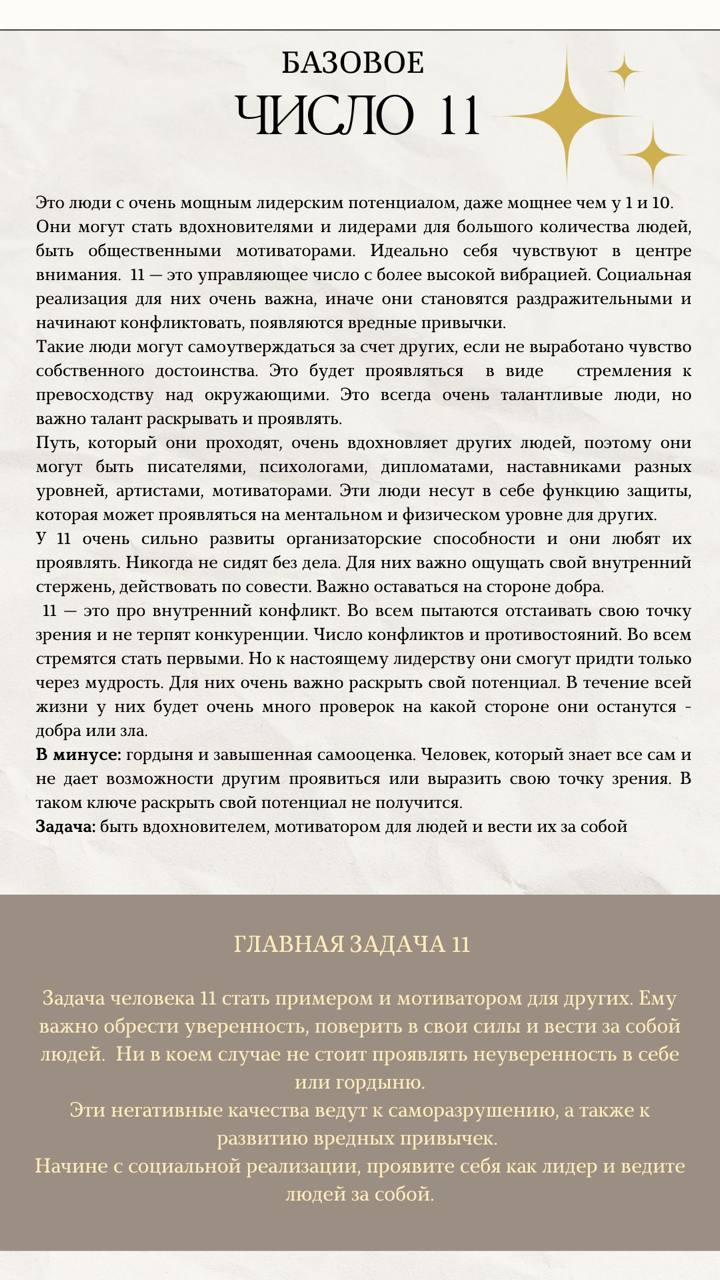 БАЗОВОЕ
ЧИСЛО 11
Это люди с очень мощным лидерским потенциалом, даже мощнее чем у 1 и 10.
Они могут стать вдохновителями и лидерами для большого количества людей,
быть общественными мотиваторами. Идеально себя чувствуют в центре
внимания. 11 — это управляющее число с более высокой вибрацией. Социальная
реализация для них очень важна, иначе они становятся раздражительными и
начинают конфликтовать, появляются вредные привычки.
Такие люди могут самоутверждаться за счет других, если не выработано чувство
собственного достоинства. Это будет проявляться в виде стремления к
превосходству над окружающими. Это всегда очень талантливые люди, но
важно талант раскрывать и проявлять.
Путь, который они проходят, очень вдохновляет других людей, поэтому они
могут быть писателями, психологами, дипломатами, наставниками разных
уровней, артистами, мотиваторами. Эти люди несут в себе функцию защиты,
которая может проявляться на ментальном и физическом уровне для других.
У 11 очень сильно развиты организаторские способности и они любят их
проявлять. Никогда не сидят без дела. Для них важно ощущать свой внутренний
стержень, действовать по совести. Важно оставаться на стороне добра.
11 — это про внутренний конфликт. Во всем пытаются отстаивать свою точку
зрения и не терпят конкуренции. Число конфликтов и противостояний. Во всем
стремятся стать первыми. Но к настоящему лидерству они смогут придти только
через мудрость. Для них очень важно раскрыть свой потенциал. В течение всей
жизни у них будет очень много проверок на какой стороне они останутся -
добра или зла.
В минусе: гордыня и завышенная самооценка. Человек, который знает все сам и
не дает возможности другим проявиться или выразить свою точку зрения. В
таком ключе раскрыть свой потенциал не получится.
Задача: быть вдохновителем, мотиватором для людей и вести их за собой
ГЛАВНАЯ ЗАДАЧА 11
Задача человека 11 стать примером и мотиватором для других. Ему
важно обрести уверенность, поверить в свои силы и вести за собой
людей. Ни в коем случае не стоит проявлять неуверенность в себе
или гордыню.
Эти негативные качества ведут к саморазрушению, а также к
развитию вредных привычек.
Начине с социальной реализации, проявите себя как лидер и ведите
людей за собой.